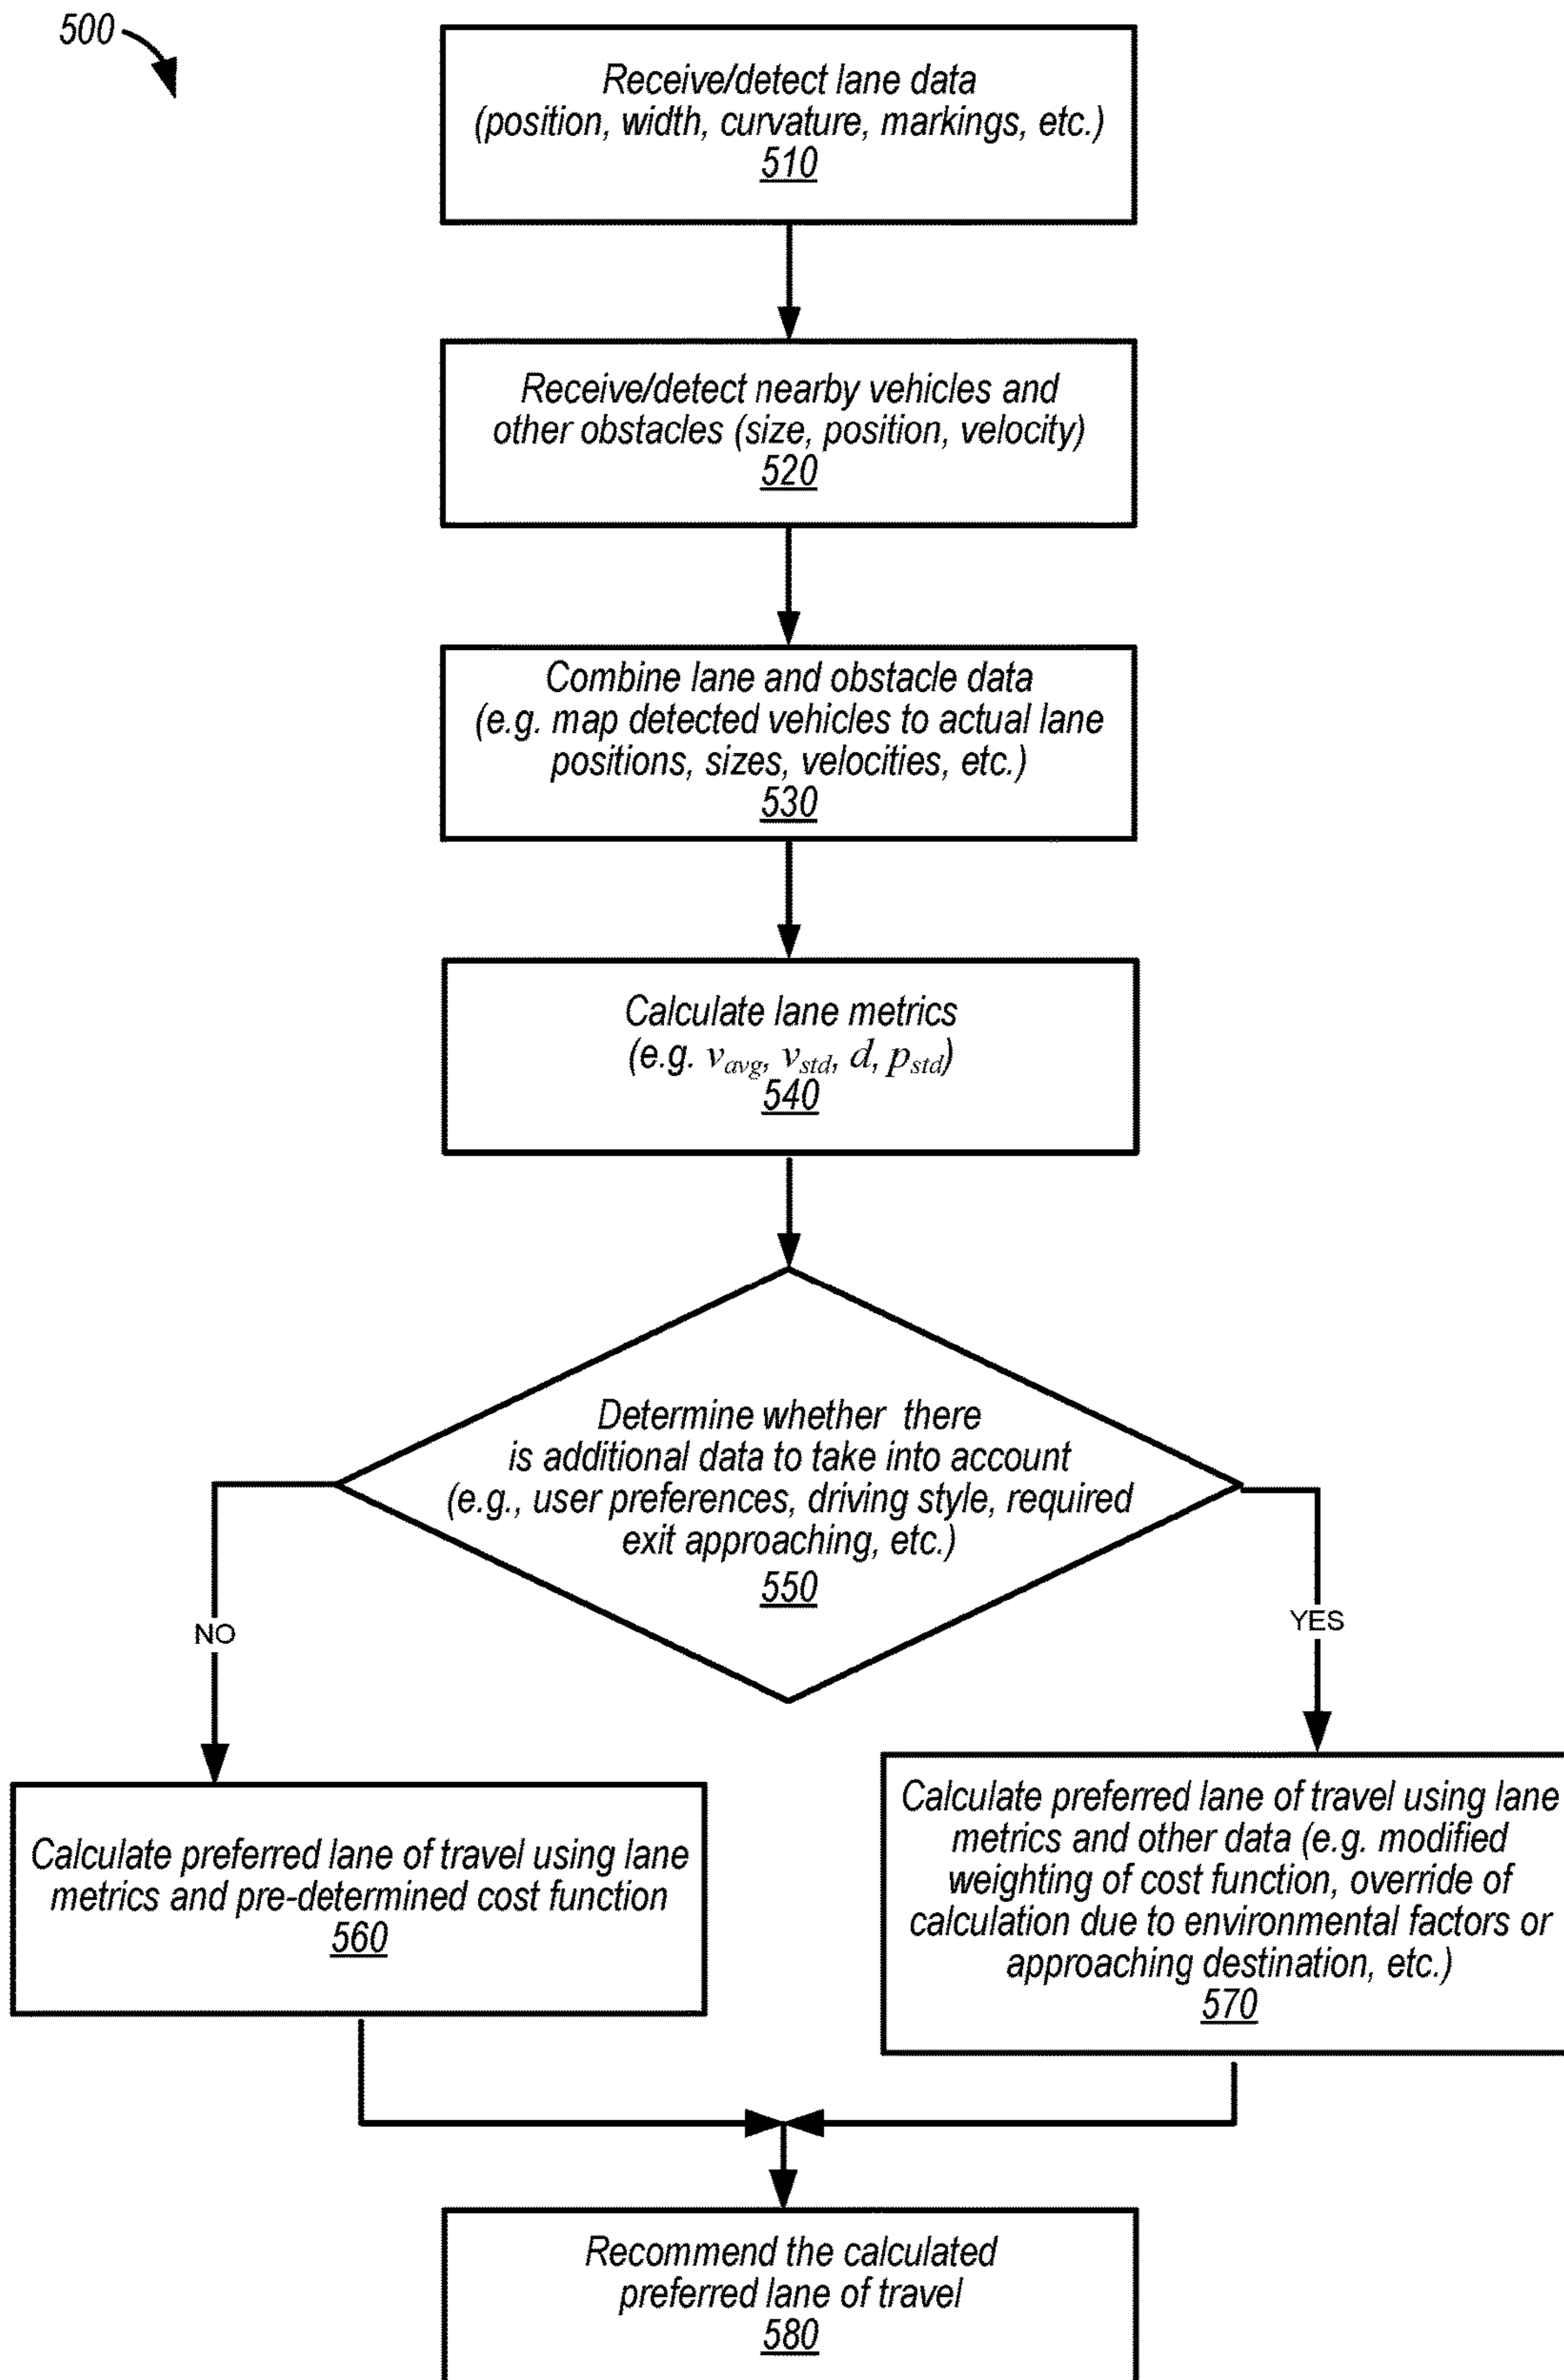 500
Receive/detect lane data
(position, width, curvature, markings, etc.)
510
Receive/detect nearby vehicles and
other obstacles (size, position, velocity)
520
Combine lane and obstacle data
(e.g. map detected vehicles to actual lane
positions, sizes, velocities, etc.)
530
Calculate lane metrics
(e.g. v_avg, v_std, d, p_std)
540
Determine whether there
is additional data to take into account
(e.g., user preferences, driving style, required
exit approaching, etc.)
550
NO
YES
Calculate preferred lane of travel using lane
metrics and pre-determined cost function
560
Calculate preferred lane of travel using lane
metrics and other data (e.g. modified
weighting of cost function, override of
calculation due to environmental factors or
approaching destination, etc.)
570
Recommend the calculated
preferred lane of travel
580